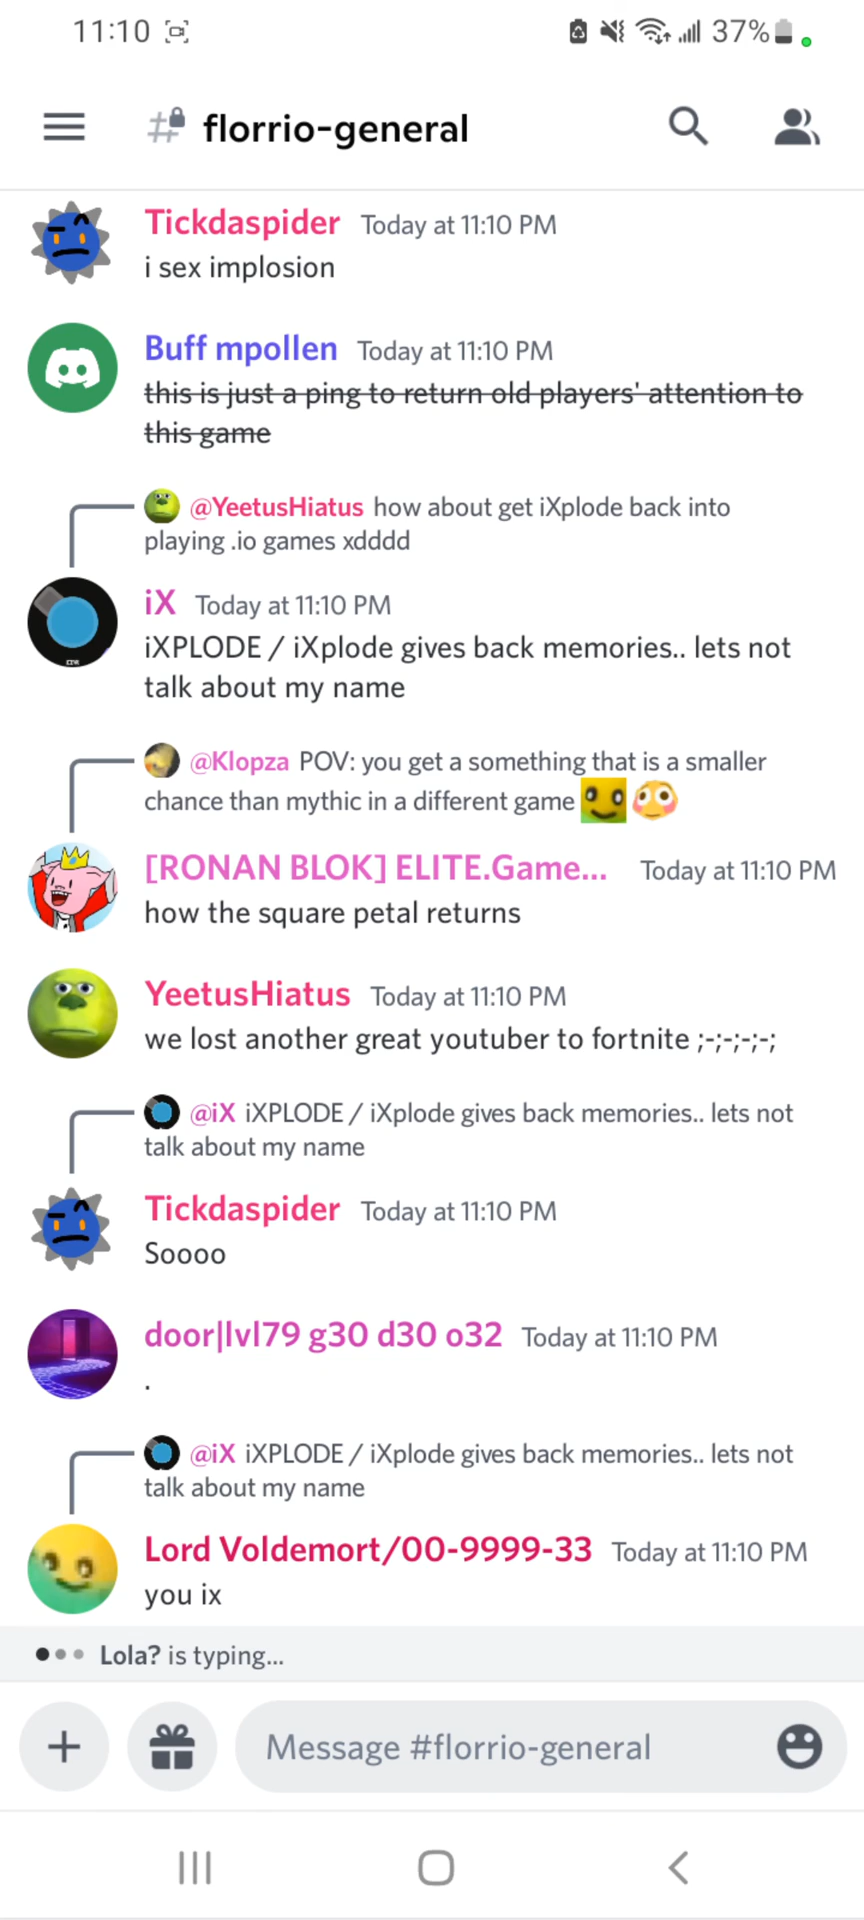 11:10 37%
florrio-general
Tickdaspider Today at 11:10 PM
i sex implosion
Buff mpollen Today at 11:10 PM
this is just a ping to return old players' attention to
this game
@YeetusHiatus how about get iXplode back into
playing .io games xdddd
iX Today at 11:10 PM
iXPLODE / iXplode gives back memories.. lets not
talk about my name
@Klopza POV: you get a something that is a smaller
chance than mythic in a different game
[RONAN BLOK] ELITE.Game... Today at 11:10 PM
how the square petal returns
YeetusHiatus Today at 11:10 PM
we lost another great youtuber to fortnite ;-;-;-;-;
@iX iXPLODE / iXplode gives back memories.. lets not
talk about my name
Tickdaspider Today at 11:10 PM
Soooo
door|lvl79 g30 d30 o32 Today at 11:10 PM
.
@iX iXPLODE / iXplode gives back memories.. lets not
talk about my name
Lord Voldemort/00-9999-33 Today at 11:10 PM
you ix
Lola? is typing...
Message #florrio-general